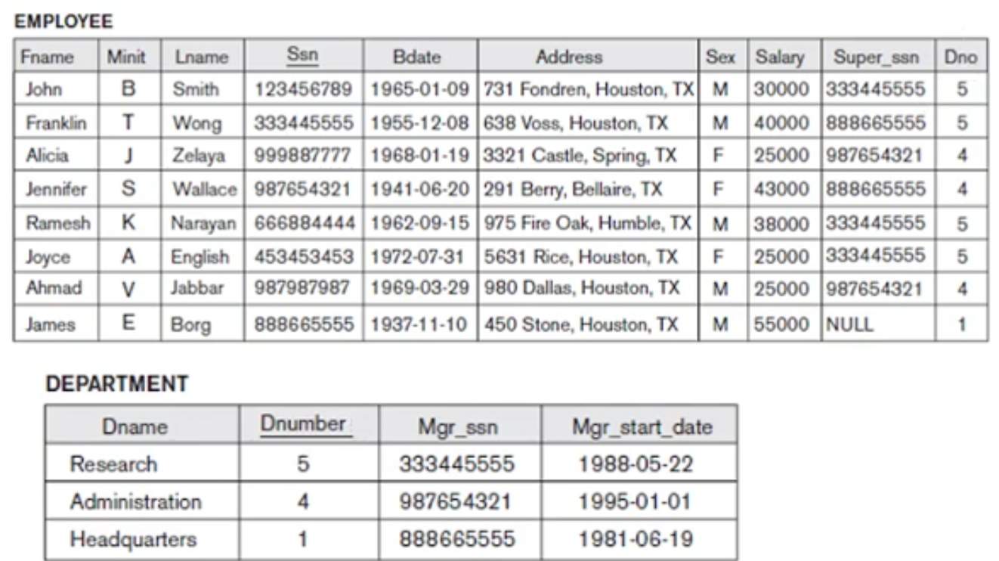 EMPLOYEE
Fname Minit Lname Ssn Bdate Address Sex Salary Super_ssn Dno
John B Smith 123456789 1965-01-09 731 Fondren, Houston, TX M 30000 333445555 5
Franklin T Wong 333445555 1955-12-08 638 Voss, Houston, TX M 40000 888665555 5
Alicia J Zelaya 999887777 1968-01-19 3321 Castle, Spring, TX F 25000 987654321 4
Jennifer S Wallace 987654321 1941-06-20 291 Berry, Bellaire, TX F 43000 888665555 4
Ramesh K Narayan 666884444 1962-09-15 975 Fire Oak, Humble, TX M 38000 333445555 5
Joyce A English 453453453 1972-07-31 5631 Rice, Houston, TX F 25000 333445555 5
Ahmad V Jabbar 987987987 1969-03-29 980 Dallas, Houston, TX M 25000 987654321 4
James E Borg 888665555 1937-11-10 450 Stone, Houston, TX M 55000 NULL 1
DEPARTMENT
Dname Dnumber Mgr_ssn Mgr_start_date
Research 5 333445555 1988-05-22
Administration 4 987654321 1995-01-01
Headquarters 1 888665555 1981-06-19